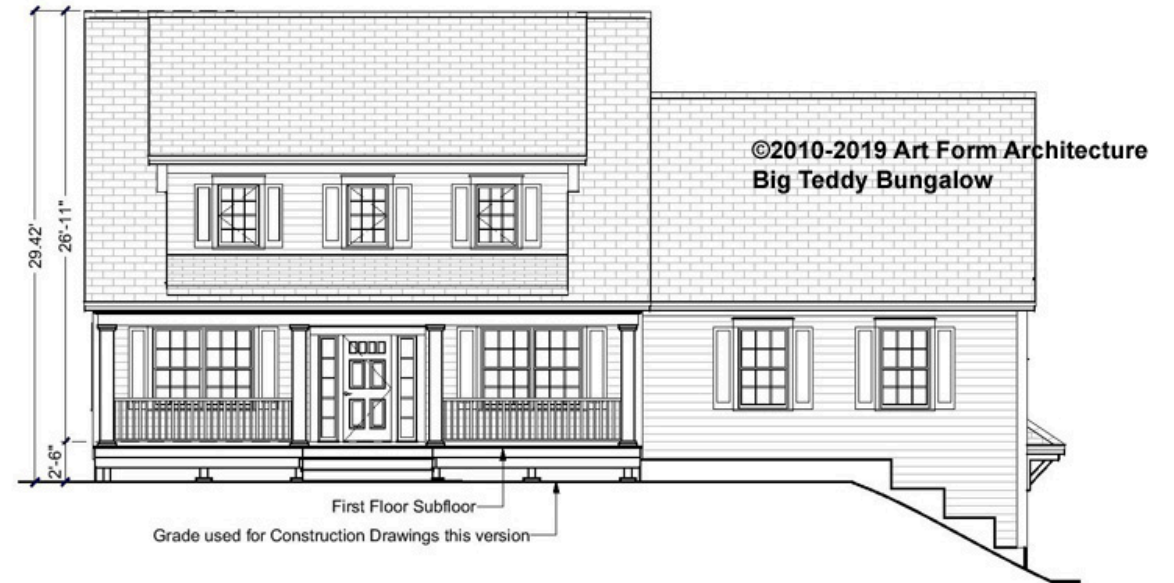 29.42'
26'-11"
2'-6"
©2010-2019 Art Form Architecture
Big Teddy Bungalow
First Floor Subfloor
Grade used for Construction Drawings this version